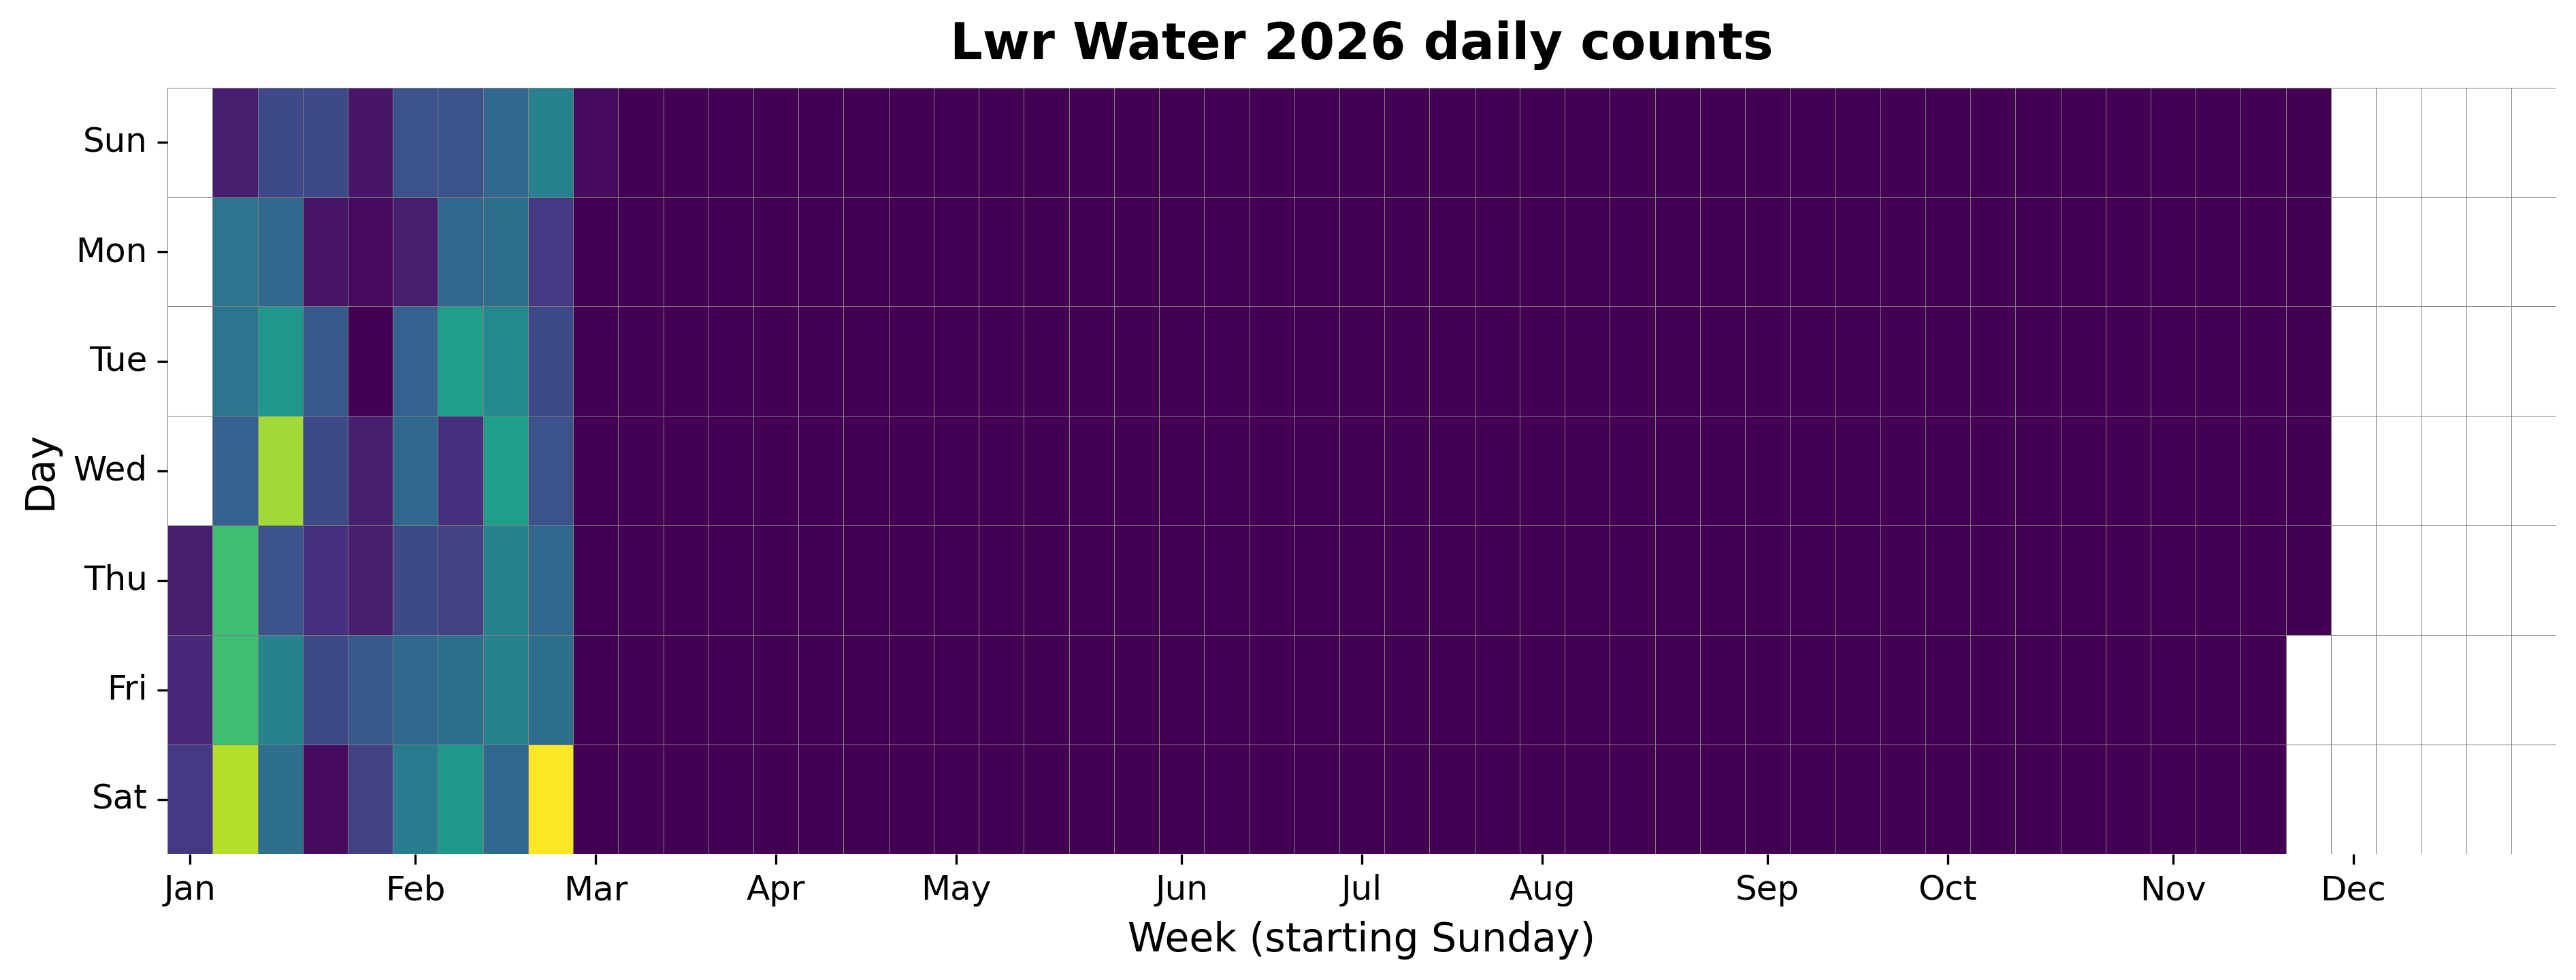 Lwr Water 2026 daily counts
Day
Sun
Mon
Tue
Wed
Thu
Fri
Sat
Jan Feb Mar Apr May Jun Jul Aug Sep Oct Nov Dec
Week (starting Sunday)